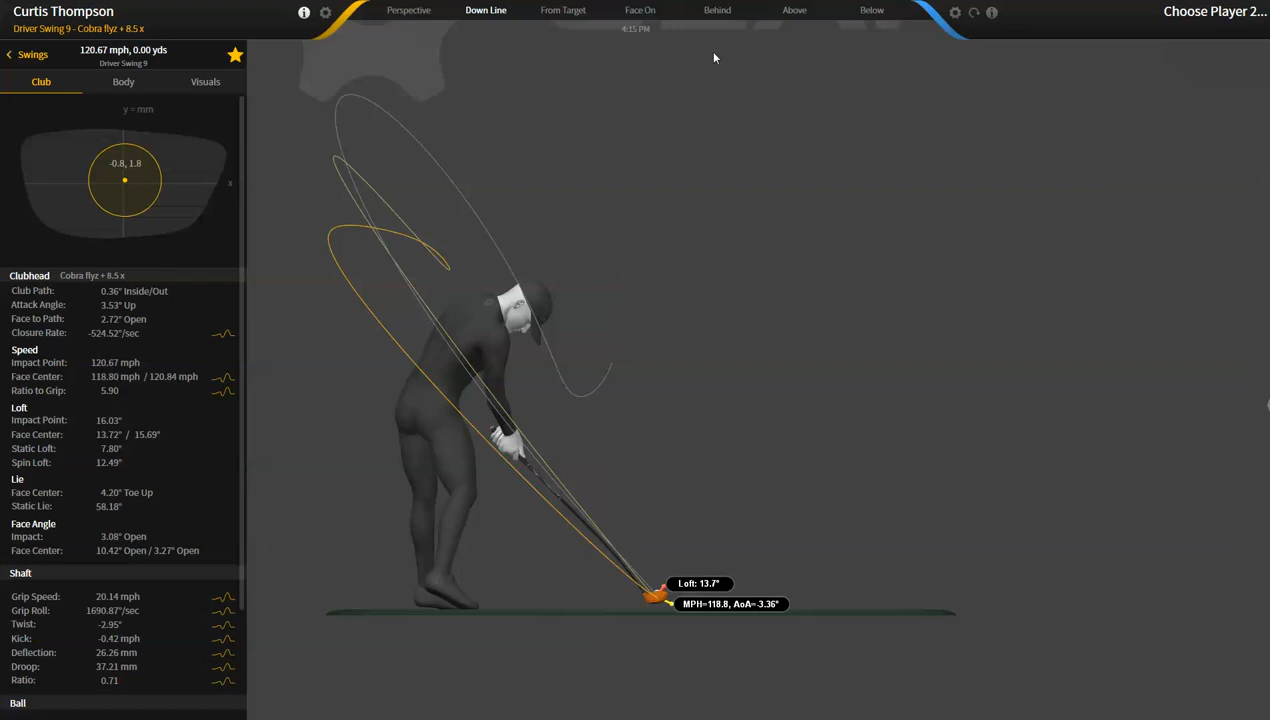 Curtis Thompson
Driver Swing 9 - Cobra flyz + 8.5 x
Perspective Down Line From Target Face On Behind Above Below
Choose Player 2...
4:15 PM
Swings
120.67 mph, 0.00 yds
Driver Swing 9
Club Body Visuals
y = mm
-0.8, 1.8
x
Clubhead Cobra flyz + 8.5 x
Club Path: 0.36° Inside/Out
Attack Angle: 3.53° Up
Face to Path: 2.72° Open
Closure Rate: -524.52°/sec
Speed
Impact Point: 120.67 mph
Face Center: 118.80 mph / 120.84 mph
Ratio to Grip: 5.90
Loft
Impact Point: 16.03°
Face Center: 13.72° / 15.69°
Static Loft: 7.80°
Spin Loft: 12.49°
Lie
Face Center: 4.20° Toe Up
Static Lie: 58.18°
Face Angle
Impact: 3.08° Open
Face Center: 10.42° Open / 3.27° Open
Shaft
Grip Speed: 20.14 mph
Grip Roll: 1690.87°/sec
Twist: -2.95°
Kick: -0.42 mph
Deflection: 26.26 mm
Droop: 37.21 mm
Ratio: 0.71
Ball
Loft: 13.7°
MPH=118.8, AoA=-3.36°